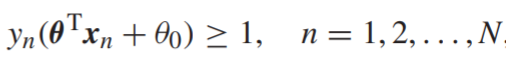 yₙ(𝜽ᵀ𝒙ₙ + θ₀) ≥ 1,   n = 1, 2, . . . , N.